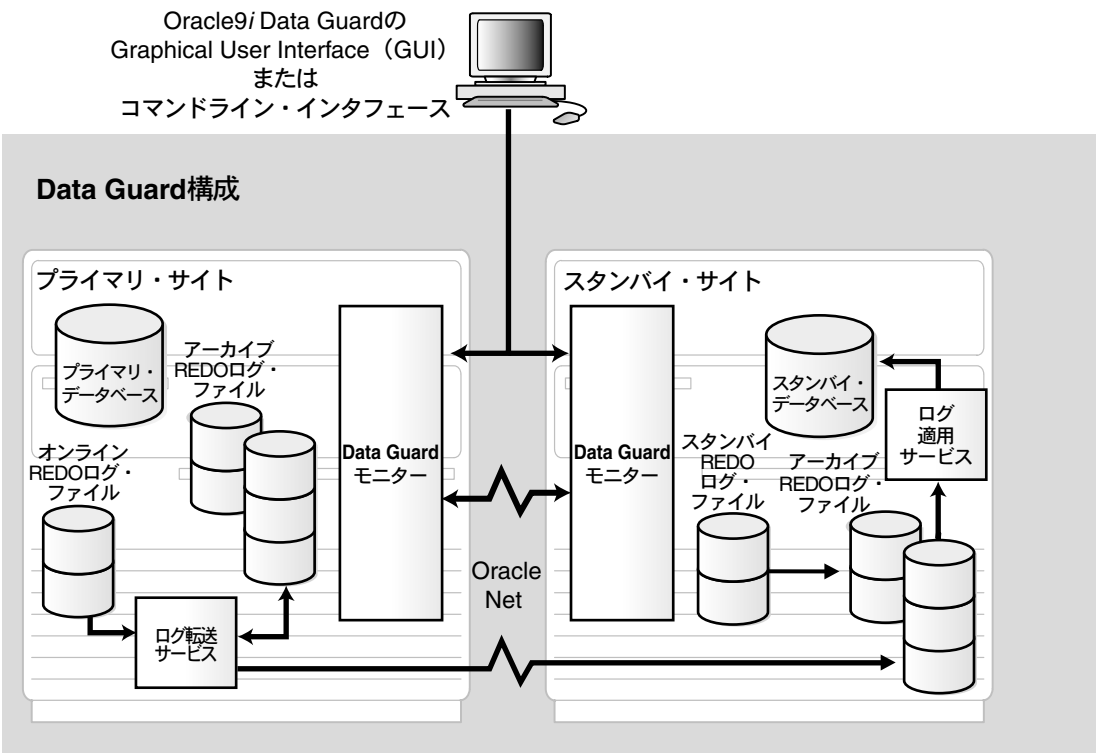 Oracle9i Data Guardの
Graphical User Interface（GUI）
または
コマンドライン・インタフェース
Data Guard構成
プライマリ・サイト
プライマリ・
データベース
アーカイブ
REDOログ・
ファイル
オンライン
REDOログ・
ファイル
Data Guard
モニター
ログ転送
サービス
Oracle
Net
スタンバイ・サイト
Data Guard
モニター
スタンバイ・
データベース
ログ
適用
サービス
スタンバイ
REDO
ログ・
ファイル
アーカイブ
REDOログ・
ファイル